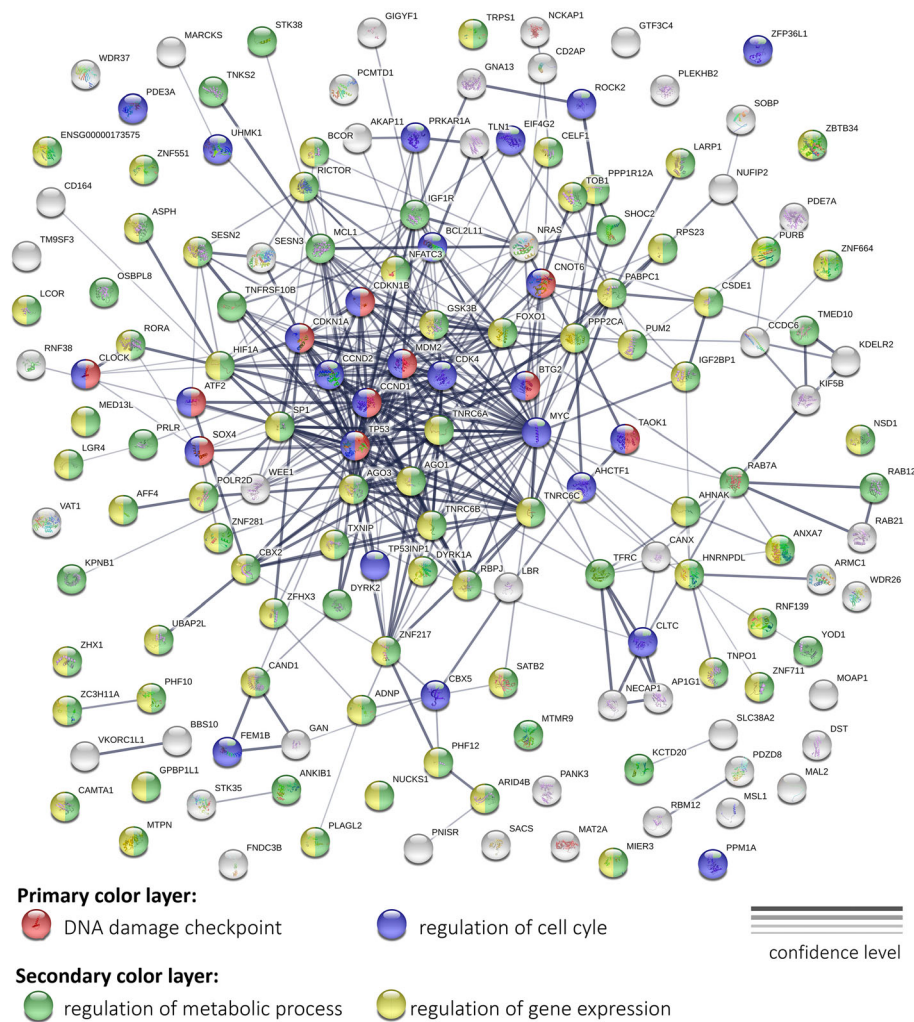 STK38
GIGYF1
TRPS1
NCKAP1
GTF3C4
ZFP36L1
MARCKS
WDR37
CD2AP
PCMTD1
GNA13
PLEKHB2
TNKS2
ROCK2
PDE3A
SOBP
ENSG00000173575
UHMK1
BCOR
AKAP11
PRKAR1A
TLN1
EIF4G2
CELF1
ZBTB34
ZNF551
LARP1
RICTOR
TOB1
PPP1R12A
NUFIP2
CD164
IGF1R
PDE7A
ASPH
SHOC2
SESN2
SESN3
MCL1
BCL2L11
NRAS
RPS23
PURB
TM9SF3
NFATC3
ZNF664
OSBPL8
TNFRSF10B
CDKN1B
CNOT6
PABPC1
CSDE1
LCOR
GSK3B
FOXO1
PPP2CA
TMED10
RORA
CDKN1A
PUM2
CCDC6
KDELR2
RNF38
CLOCK
HIF1A
CCND2
MDM2
CDK4
IGF2BP1
BTG2
KIF5B
ATF2
CCND1
MED13L
SP1
TNRC6A
MYC
TAOK1
NSD1
LGR4
PRLR
SOX4
TP53
WEE1
AGO3
AGO1
AHCTF1
RAB7A
RAB12
POLR2D
AFF4
TNRC6C
AHNAK
VAT1
ZNF281
TNRC6B
RAB21
TXNIP
CANX
ANXA7
KPNB1
CBX2
TP53INP1
DYRK1A
RBPJ
LBR
TFRC
HNRNPDL
ARMC1
WDR26
ZFHX3
DYRK2
UBAP2L
RNF139
ZNF217
CLTC
YOD1
ZHX1
CAND1
SATB2
TNPO1
ZNF711
ZC3H11A
PHF10
ADNP
CBX5
NECAP1
AP1G1
MOAP1
VKORC1L1
BBS10
FEM1B
GAN
MTMR9
SLC38A2
DST
PHF12
KCTD20
PDZD8
GPBP1L1
CAMTA1
STK35
ANKIB1
NUCKS1
ARID4B
PANK3
MAL2
RBM12
MSL1
MTPN
PLAGL2
PNISR
SACS
MAT2A
FNDC3B
MIER3
PPM1A
Primary color layer:
DNA damage checkpoint
regulation of cell cyle
confidence level
Secondary color layer:
regulation of metabolic process
regulation of gene expression